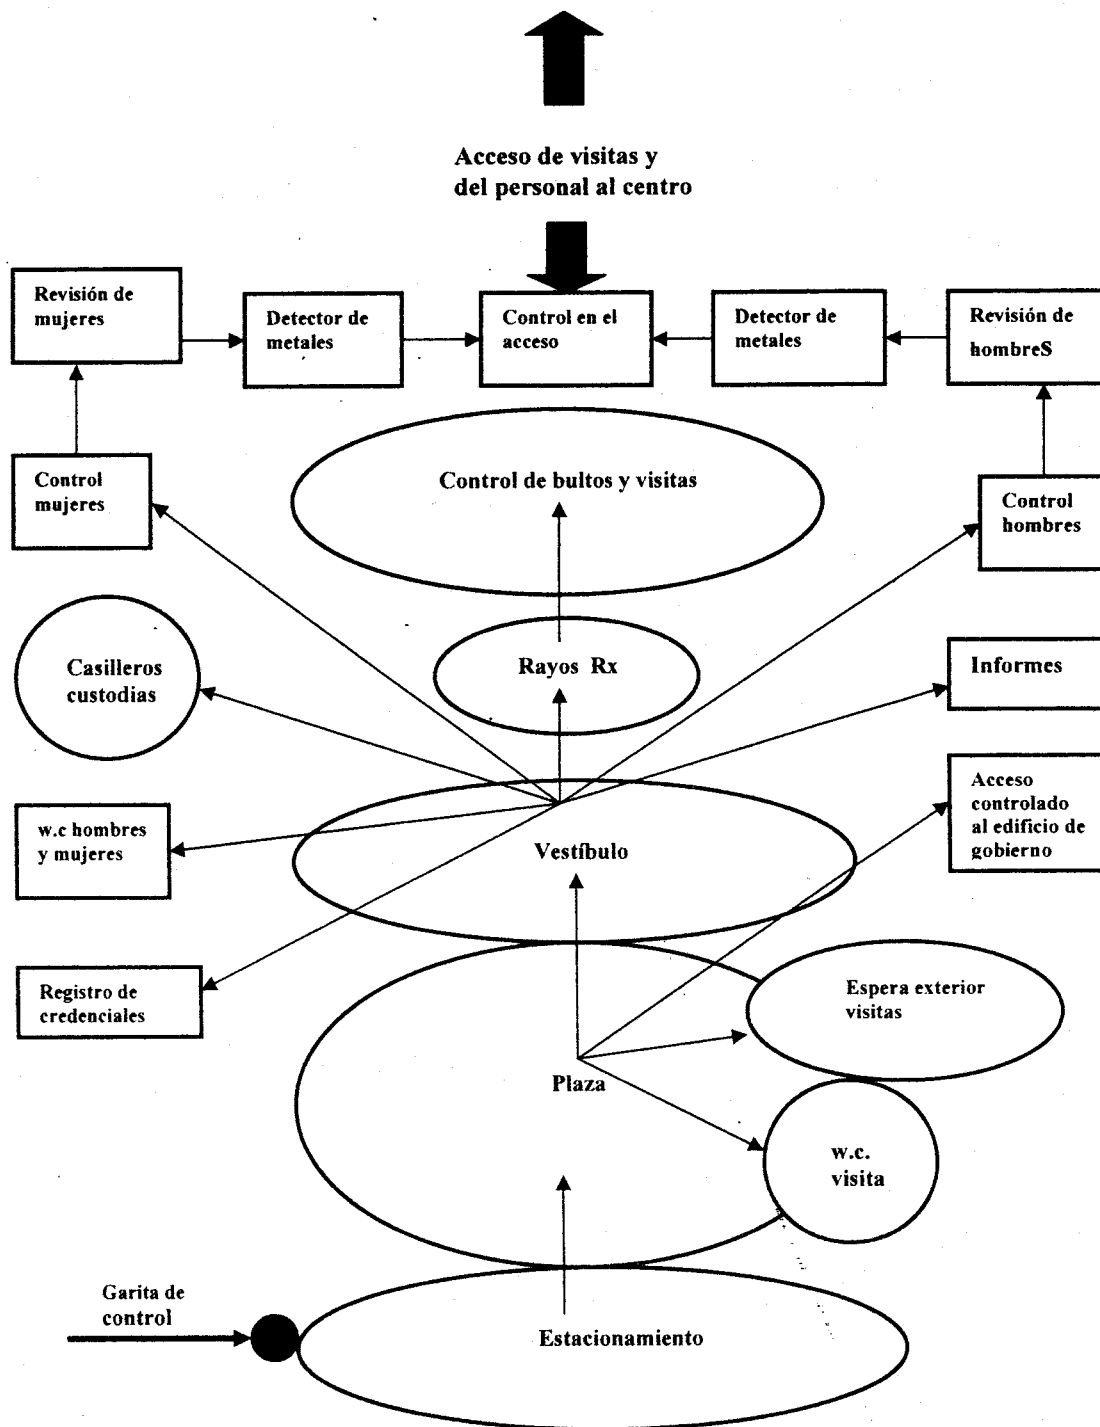 Acceso de visitas y
del personal al centro
Revisión de
mujeres
Detector de
metales
Control en el
acceso
Detector de
metales
Revisión de
hombreS
Control
mujeres
Control de bultos y visitas
Control
hombres
Casilleros
custodias
Rayos Rx
Informes
w.c hombres
y mujeres
Vestíbulo
Acceso
controlado
al edificio de
gobierno
Registro de
credenciales
Espera exterior
visitas
Plaza
w.c.
visita
Garita de
control
Estacionamiento